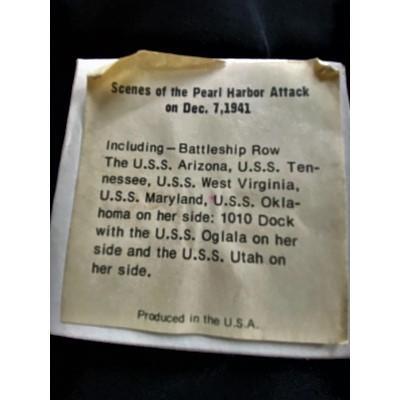 Scenes of the Pearl Harbor Attack
on Dec. 7,1941
Including—Battleship Row
The U.S.S. Arizona, U.S.S. Ten-
nessee, U.S.S. West Virginia,
U.S.S. Maryland, U.S.S. Okla-
homa on her side: 1010 Dock
with the U.S.S. Oglala on her
side and the U.S.S. Utah on
her side.
Produced in the U.S.A.